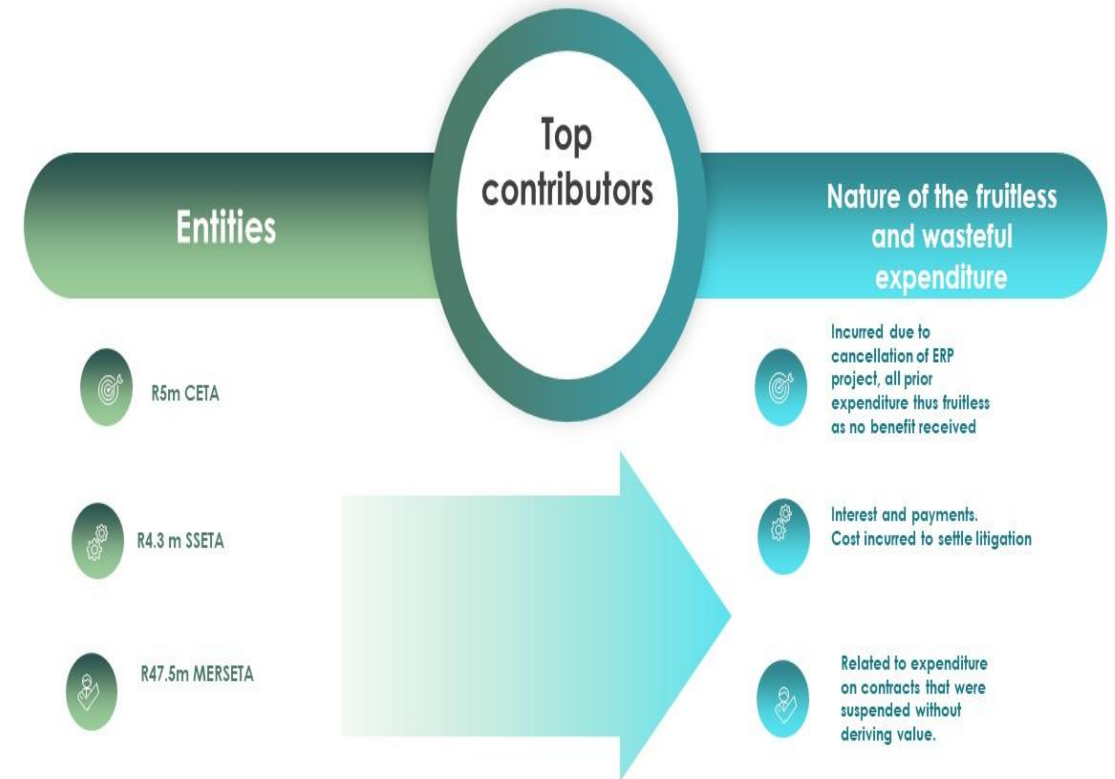 Top
contributors
Entities
Nature of the fruitless
and wasteful
expenditure
R5m CETA
Incurred due to
cancellation of ERP
project, all prior
expenditure thus fruitless
as no benefit received
R4.3 m SSETA
Interest and payments.
Cost incurred to settle litigation
R47.5m MERSETA
Related to expenditure
on contracts that were
suspended without
deriving value.